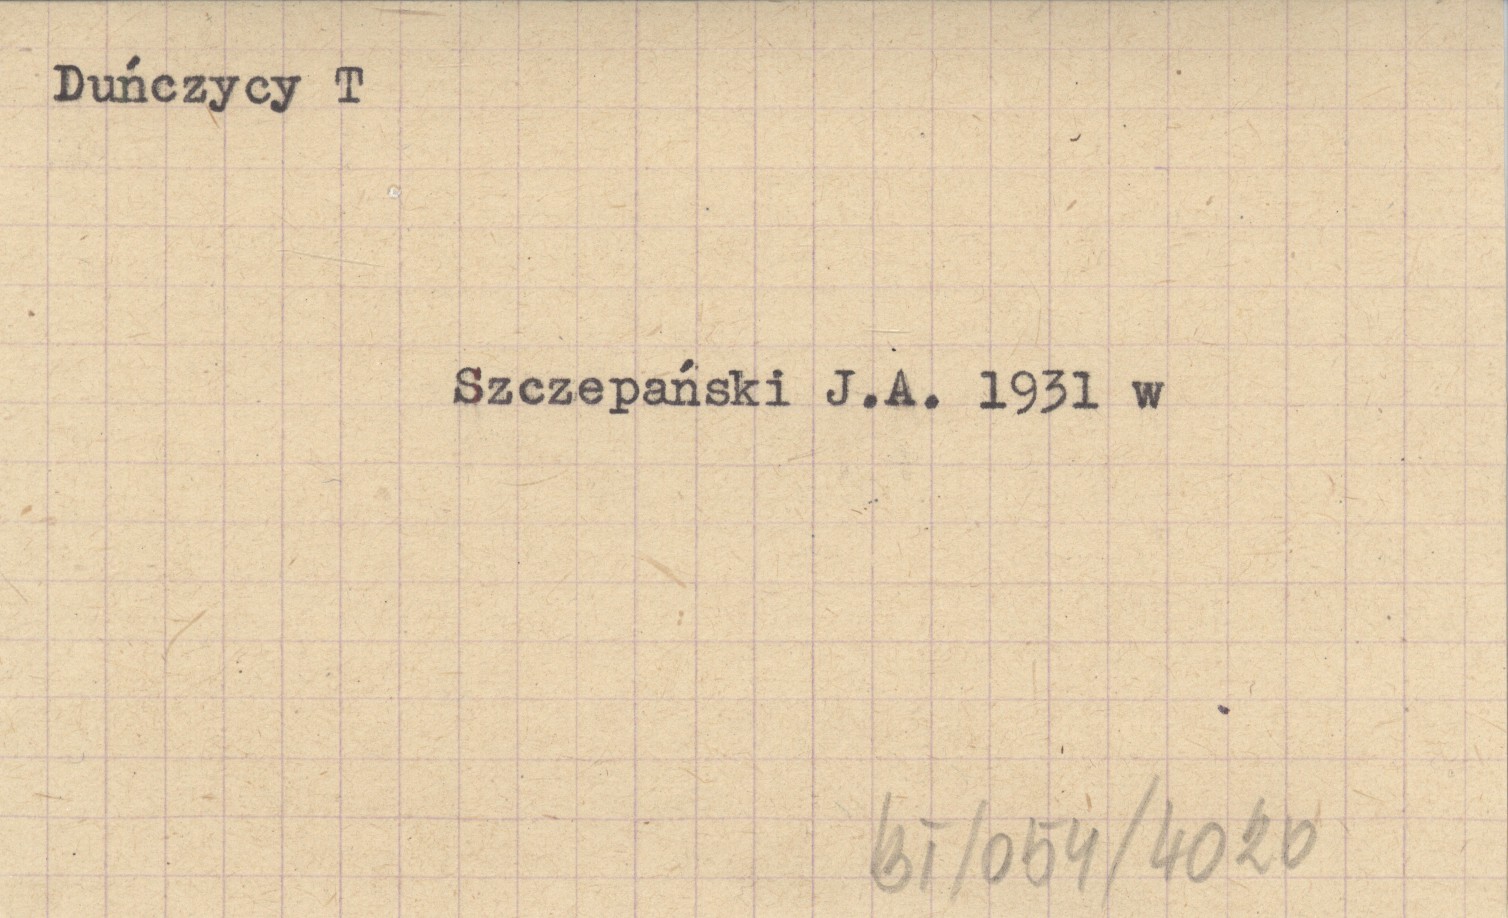 Duńczycy T
Szczepański J.A. 1931 w
BI/054/4020